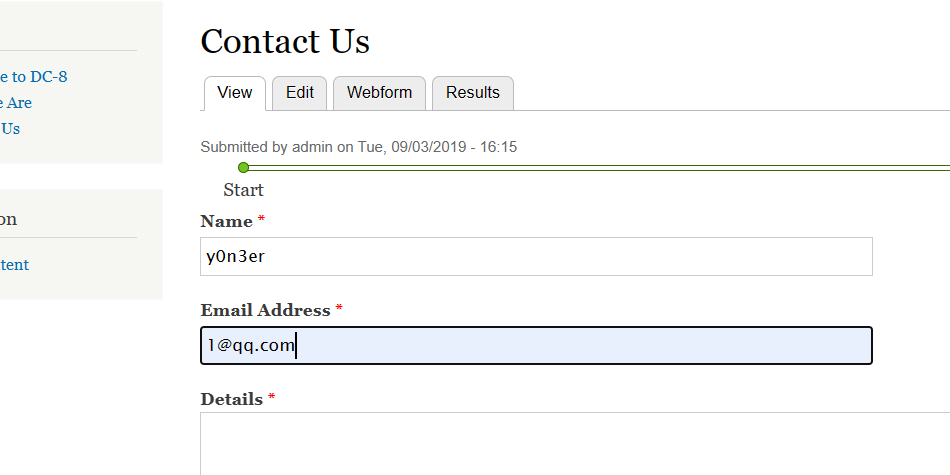 Contact Us
e to DC-8
e Are
Us
View Edit Webform Results
Submitted by admin on Tue, 09/03/2019 - 16:15
Start
on
tent
Name *
y0n3er
Email Address *
1@qq.com
Details *